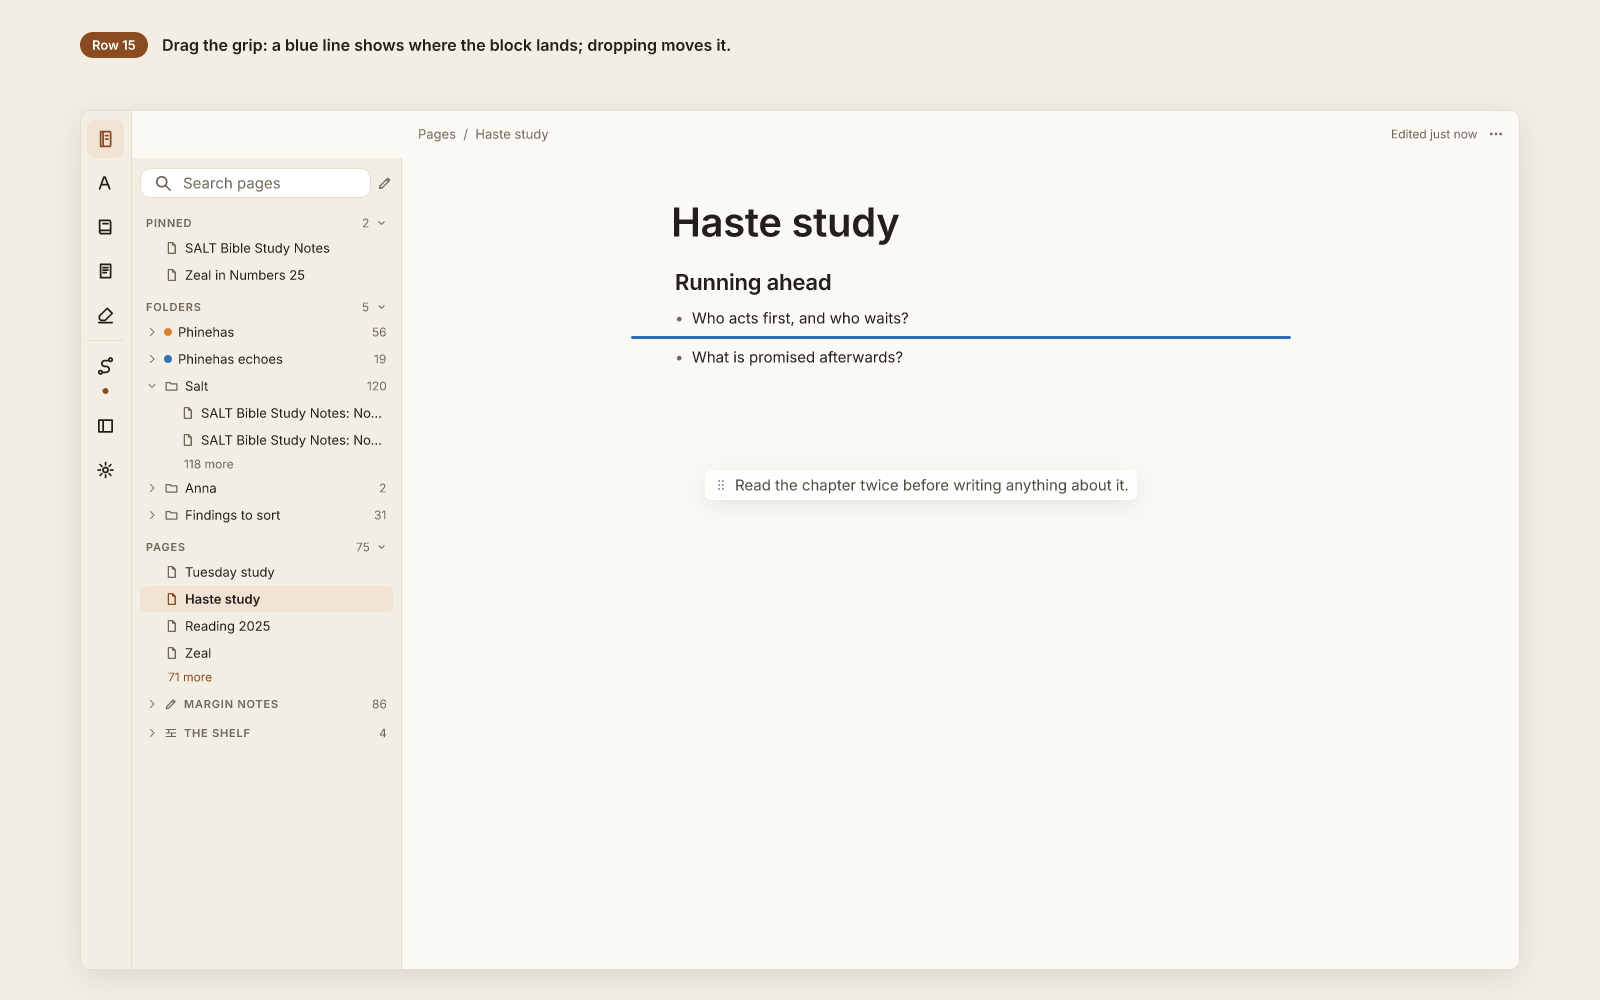 Row 15
Drag the grip: a blue line shows where the block lands; dropping moves it.
Pages / Haste study
Edited just now
Search pages
PINNED 2
SALT Bible Study Notes
Zeal in Numbers 25
FOLDERS 5
Phinehas 56
Phinehas echoes 19
Salt 120
SALT Bible Study Notes: No...
SALT Bible Study Notes: No...
118 more
Anna 2
Findings to sort 31
PAGES 75
Tuesday study
Haste study
Reading 2025
Zeal
71 more
MARGIN NOTES 86
THE SHELF 4
Haste study
Running ahead
• Who acts first, and who waits?
• What is promised afterwards?
Read the chapter twice before writing anything about it.